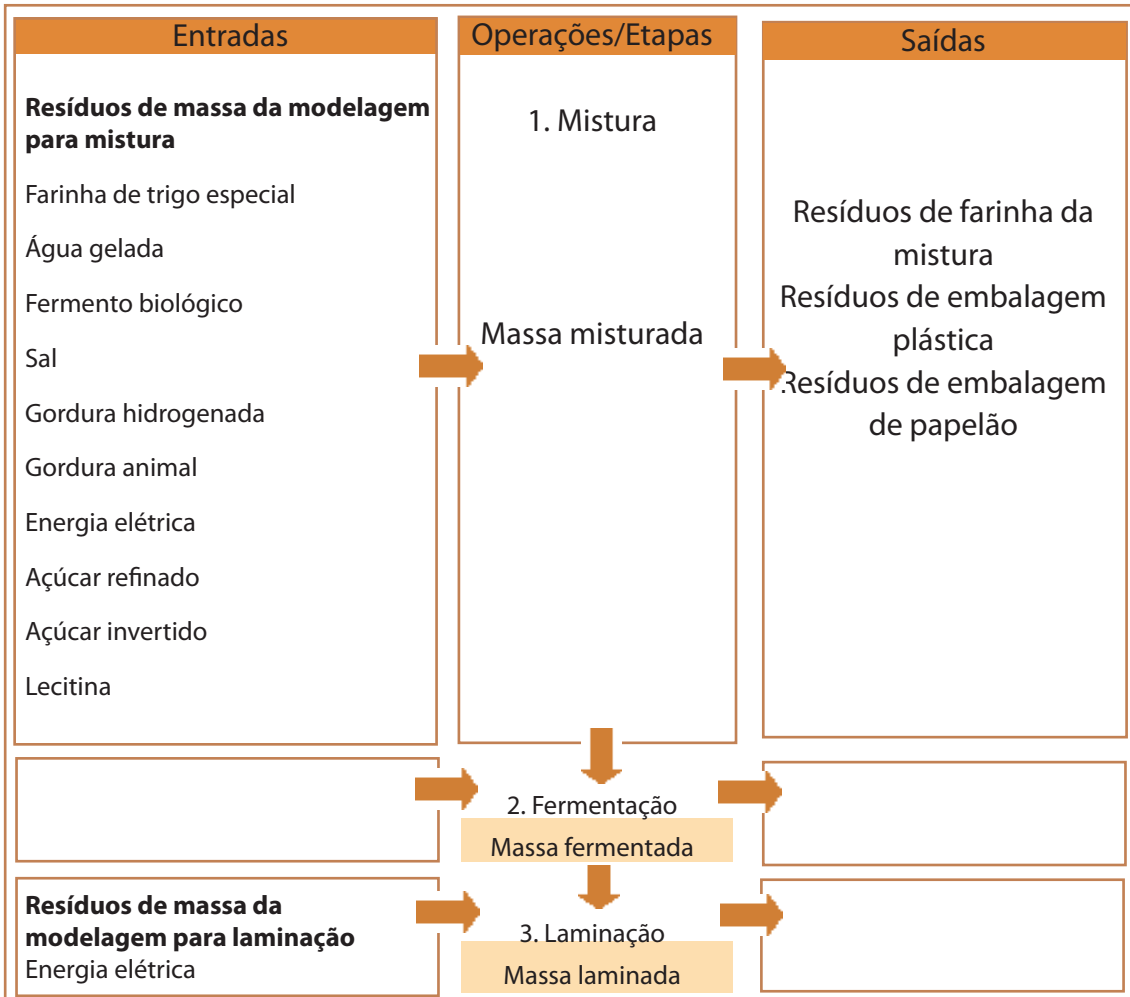 Entradas
Operações/Etapas
Saídas
Resíduos de massa da modelagem
para mistura
Farinha de trigo especial
Água gelada
Fermento biológico
Sal
Gordura hidrogenada
Gordura animal
Energia elétrica
Açúcar refinado
Açúcar invertido
Lecitina
1. Mistura
Massa misturada
Resíduos de farinha da
mistura
Resíduos de embalagem
plástica
Resíduos de embalagem
de papelão
2. Fermentação
Massa fermentada
Resíduos de massa da
modelagem para laminação
Energia elétrica
3. Laminação
Massa laminada